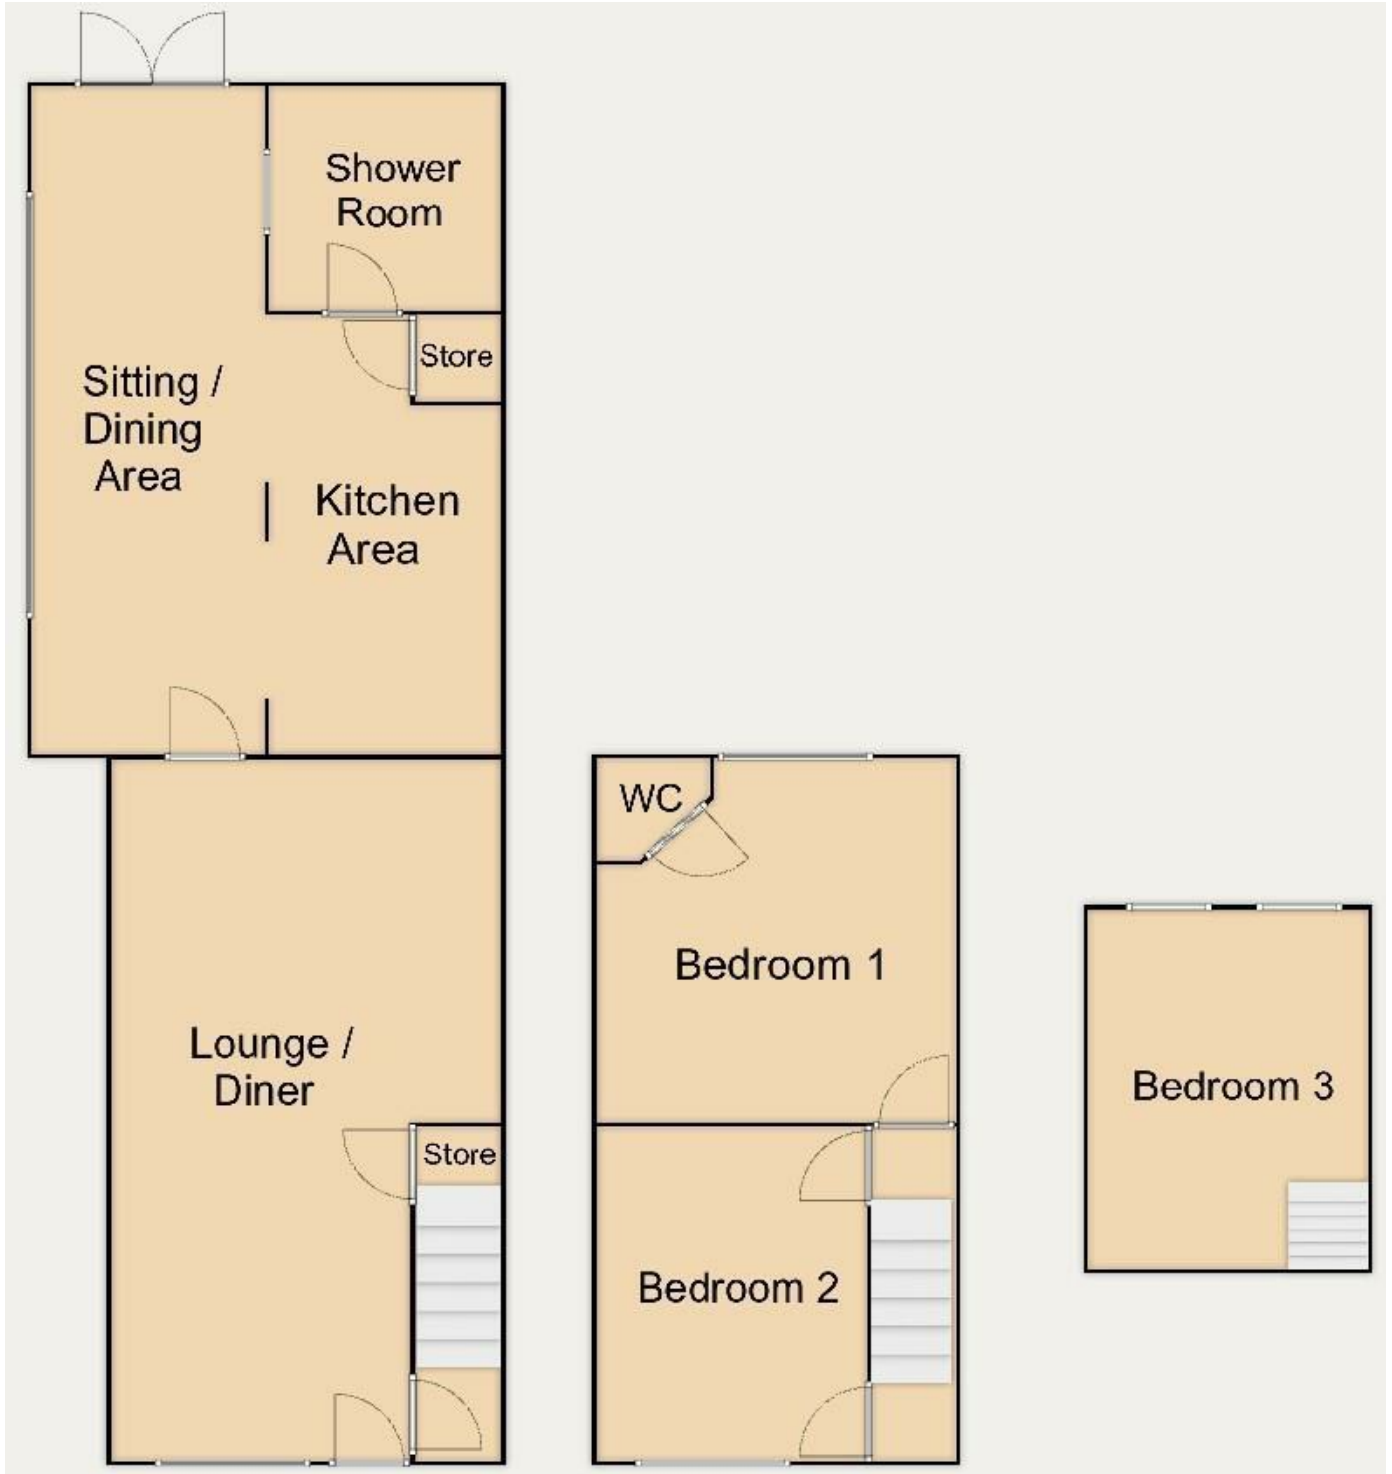 Shower
Room
Store
Sitting /
Dining
Area
Kitchen
Area
Lounge /
Diner
Store
WC
Bedroom 1
Bedroom 2
Bedroom 3